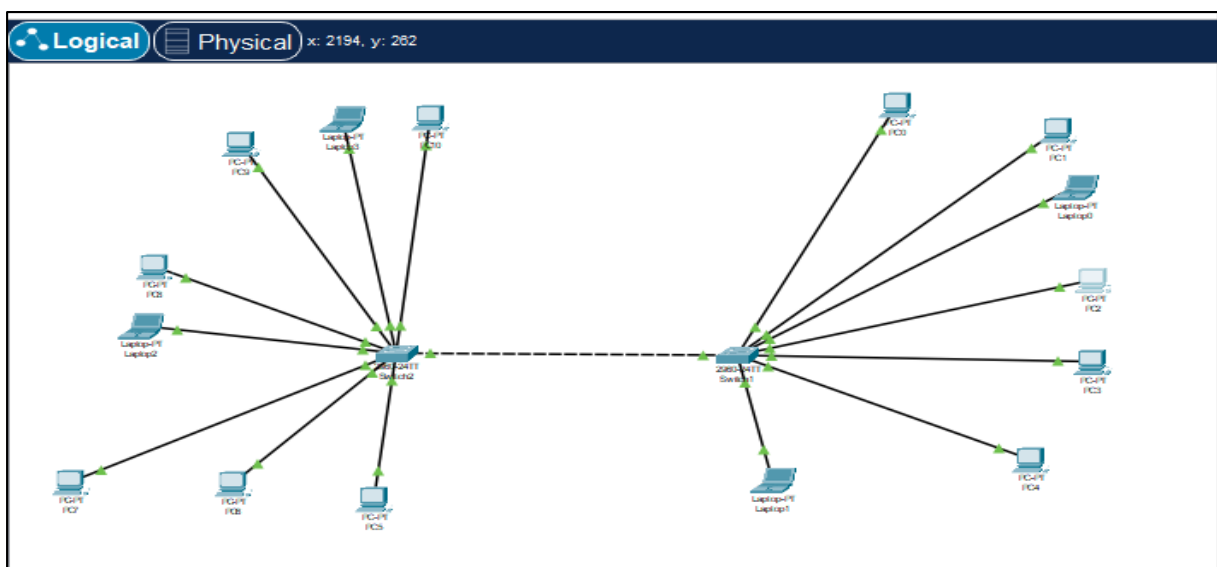 Logical Physical x: 2194, y: 262
PC-PT
PC0
Laptop-PT
Laptop3
PC-PT
PC10
PC-PT
PC1
PC-PT
PC9
Laptop-PT
Laptop0
PC-PT
PC8
PC-PT
PC2
Laptop-PT
Laptop2
2960-24TT
Switch2
2960-24TT
Switch1
PC-PT
PC3
PC-PT
PC4
PC-PT
PC7
PC-PT
PC6
Laptop-PT
Laptop1
PC-PT
PC5